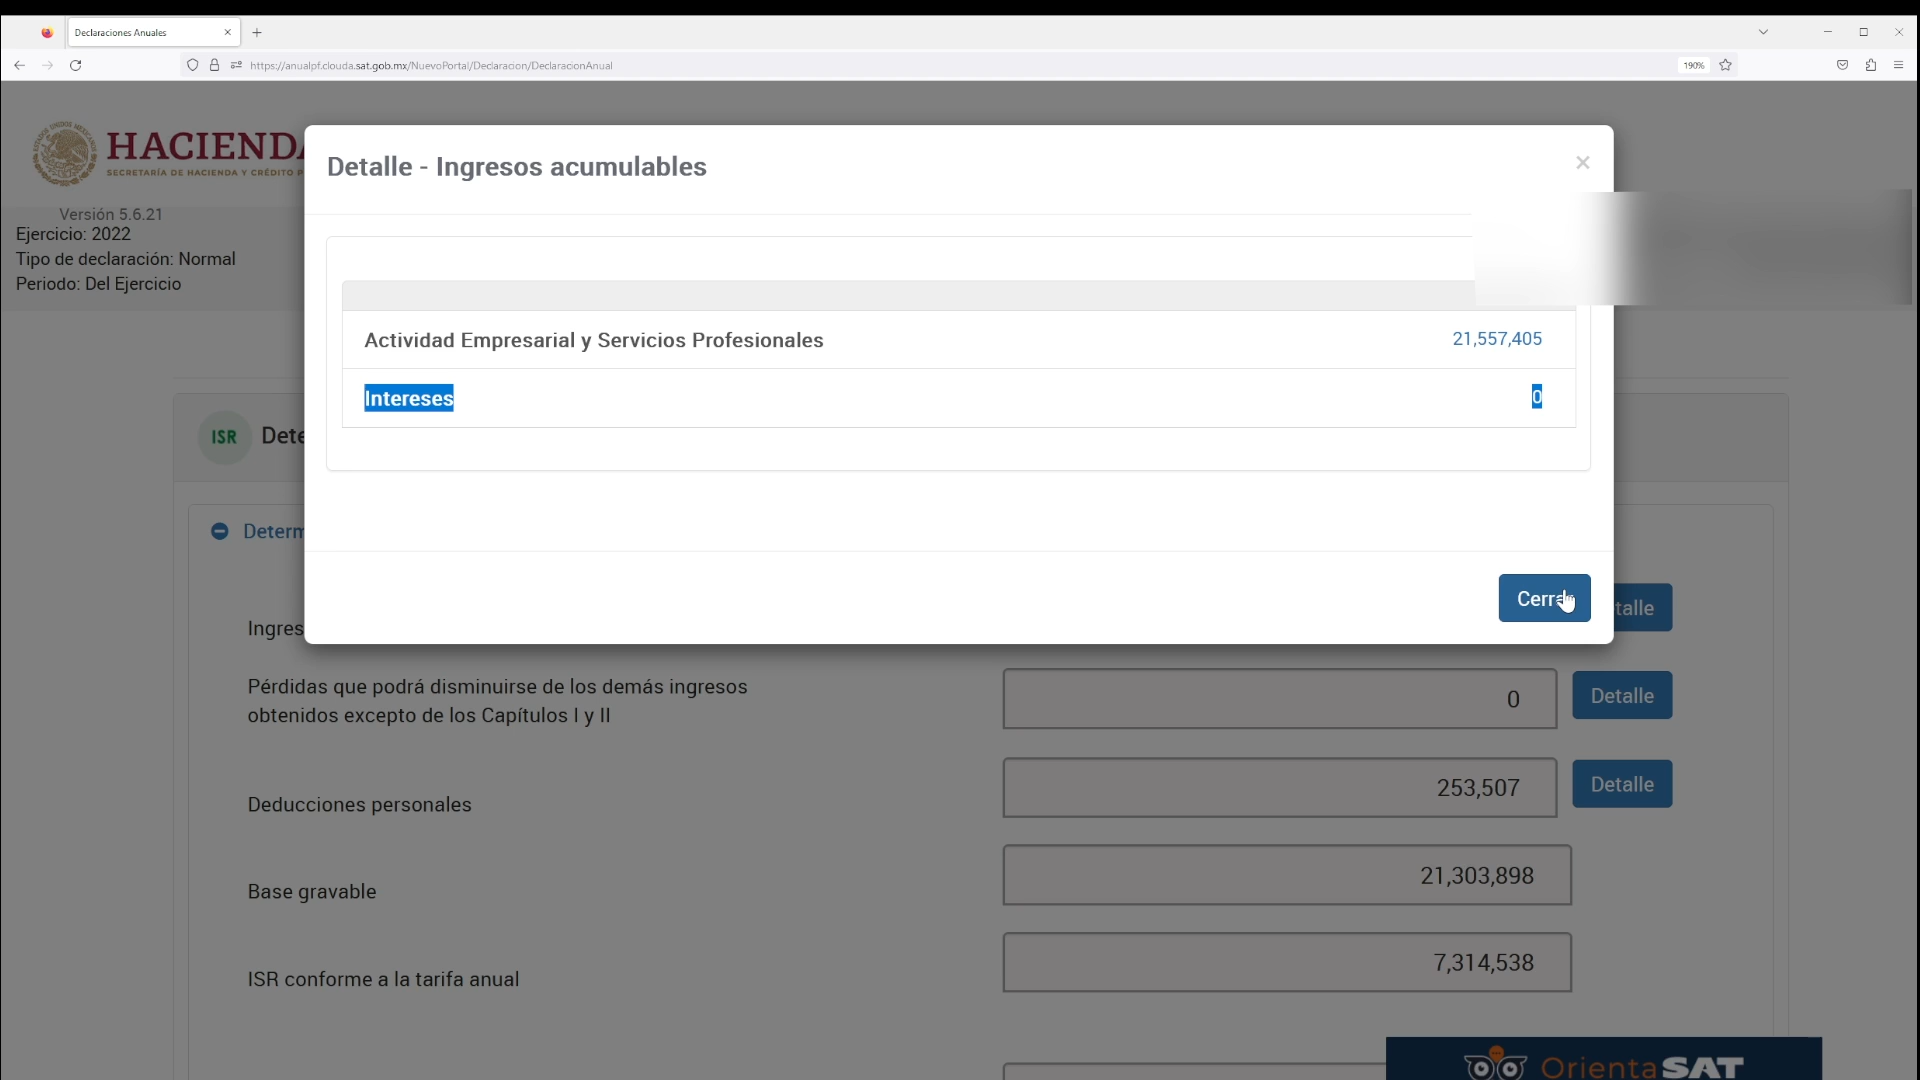 Declaraciones Anuales
https://anualpf.clouda.sat.gob.mx/NuevoPortal/Declaracion/DeclaracionAnual
190%
HACIENDA
SECRETARÍA DE HACIENDA Y CRÉDITO P
Versión 5.6.21
Ejercicio: 2022
Tipo de declaración: Normal
Periodo: Del Ejercicio
Detalle - Ingresos acumulables
×
Actividad Empresarial y Servicios Profesionales 21,557,405
Intereses 0
Cerrar
ISR Dete
Determ
Ingres
talle
Pérdidas que podrá disminuirse de los demás ingresos
obtenidos excepto de los Capítulos I y II
0 Detalle
Deducciones personales 253,507 Detalle
Base gravable 21,303,898
ISR conforme a la tarifa anual 7,314,538
OrientaSAT